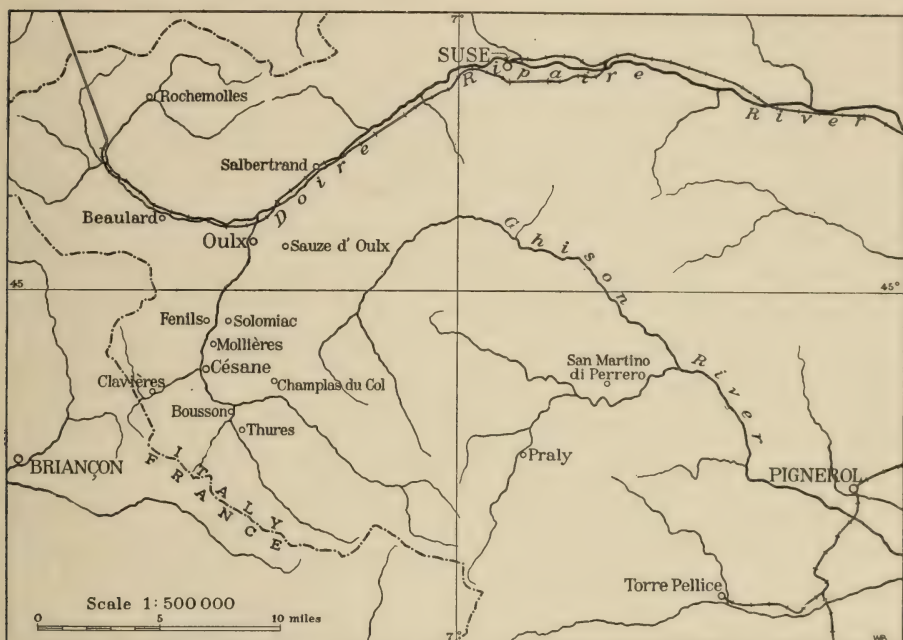 7°
SUSE
Ripaire River
Rochemolles
Salbertrand
Doire
Beaulard
Oulx
Sauze d' Oulx
Ghison River
45
45°
Fenils
Solomiac
Mollières
Césane
San Martino
di Perrero
Clavières
Champlas du Col
Bousson
Thures
BRIANÇON
ITALY
FRANCE
Praly
PIGNEROL
Torre Pellice
Scale 1:500 000
0 5 10 miles
7°
WB